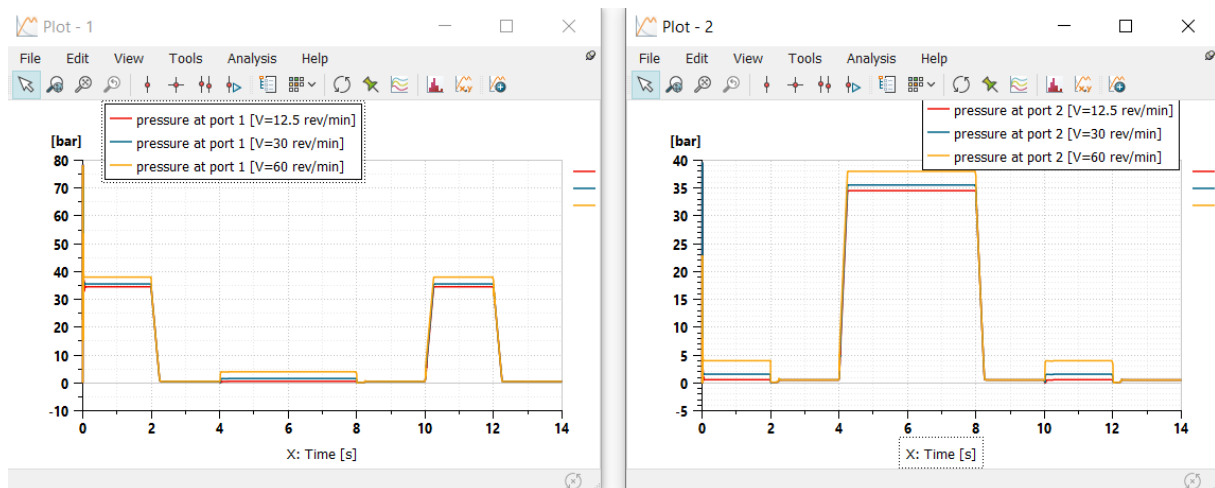 Plot - 1
File Edit View Tools Analysis Help
pressure at port 1 [V=12.5 rev/min]
pressure at port 1 [V=30 rev/min]
pressure at port 1 [V=60 rev/min]
[bar]
80
70
60
50
40
30
20
10
0
-10
0 2 4 6 8 10 12 14
X: Time [s]
Plot - 2
File Edit View Tools Analysis Help
pressure at port 2 [V=12.5 rev/min]
pressure at port 2 [V=30 rev/min]
pressure at port 2 [V=60 rev/min]
[bar]
40
35
30
25
20
15
10
5
0
-5
0 2 4 6 8 10 12 14
X: Time [s]